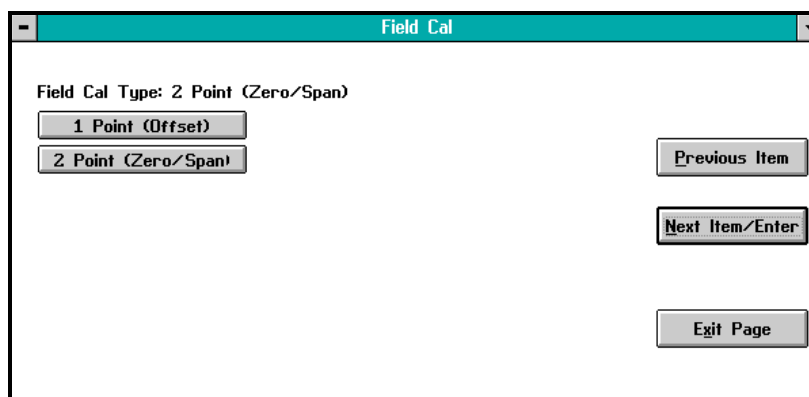 Field Cal
Field Cal Type: 2 Point (Zero/Span)
1 Point (Offset)
2 Point (Zero/Span)
Previous Item
Next Item/Enter
Exit Page